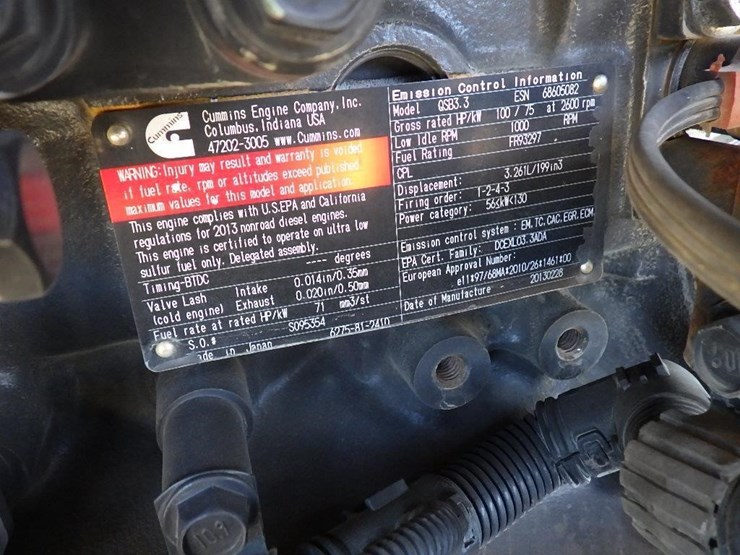 Cummins
Cummins Engine Company, Inc.
Columbus, Indiana USA
47202-3005 www.Cummins.com
WARNING: Injury may result and warranty is voided
if fuel rate, rpm or altitudes exceed published
maximum values for this model and application.
This engine complies with U.S.EPA and California
regulations for 2013 nonroad diesel engines.
This engine is certified to operate on ultra low
sulfur fuel only. Delegated assembly.
Timing-BTDC ---- degrees
Valve Lash Intake 0.014in/0.35mm
(cold engine) Exhaust 0.020in/0.50mm
Fuel rate at rated HP/kW 71 mm3/st
S.O.# SO95354
6275-81-2410
ade in Japan
Emission Control Information
Model QSB3.3 ESN 68605082
Gross rated HP/kW 100 / 75 at 2600 rpm
Low Idle RPM 1000 RPM
Fuel Rating FR93297
CPL
Displacement: 3.261L/199in3
Firing order: 1-2-4-3
Power category: 56≤kW<130
Emission control system : EM,TC,CAC,EGR,ECM
EPA Cert. Family: DCEXL03.3ADA
European Approval Number:
e11*97/68MA*2010/26*1461*00
Date of Manufacture 20130228